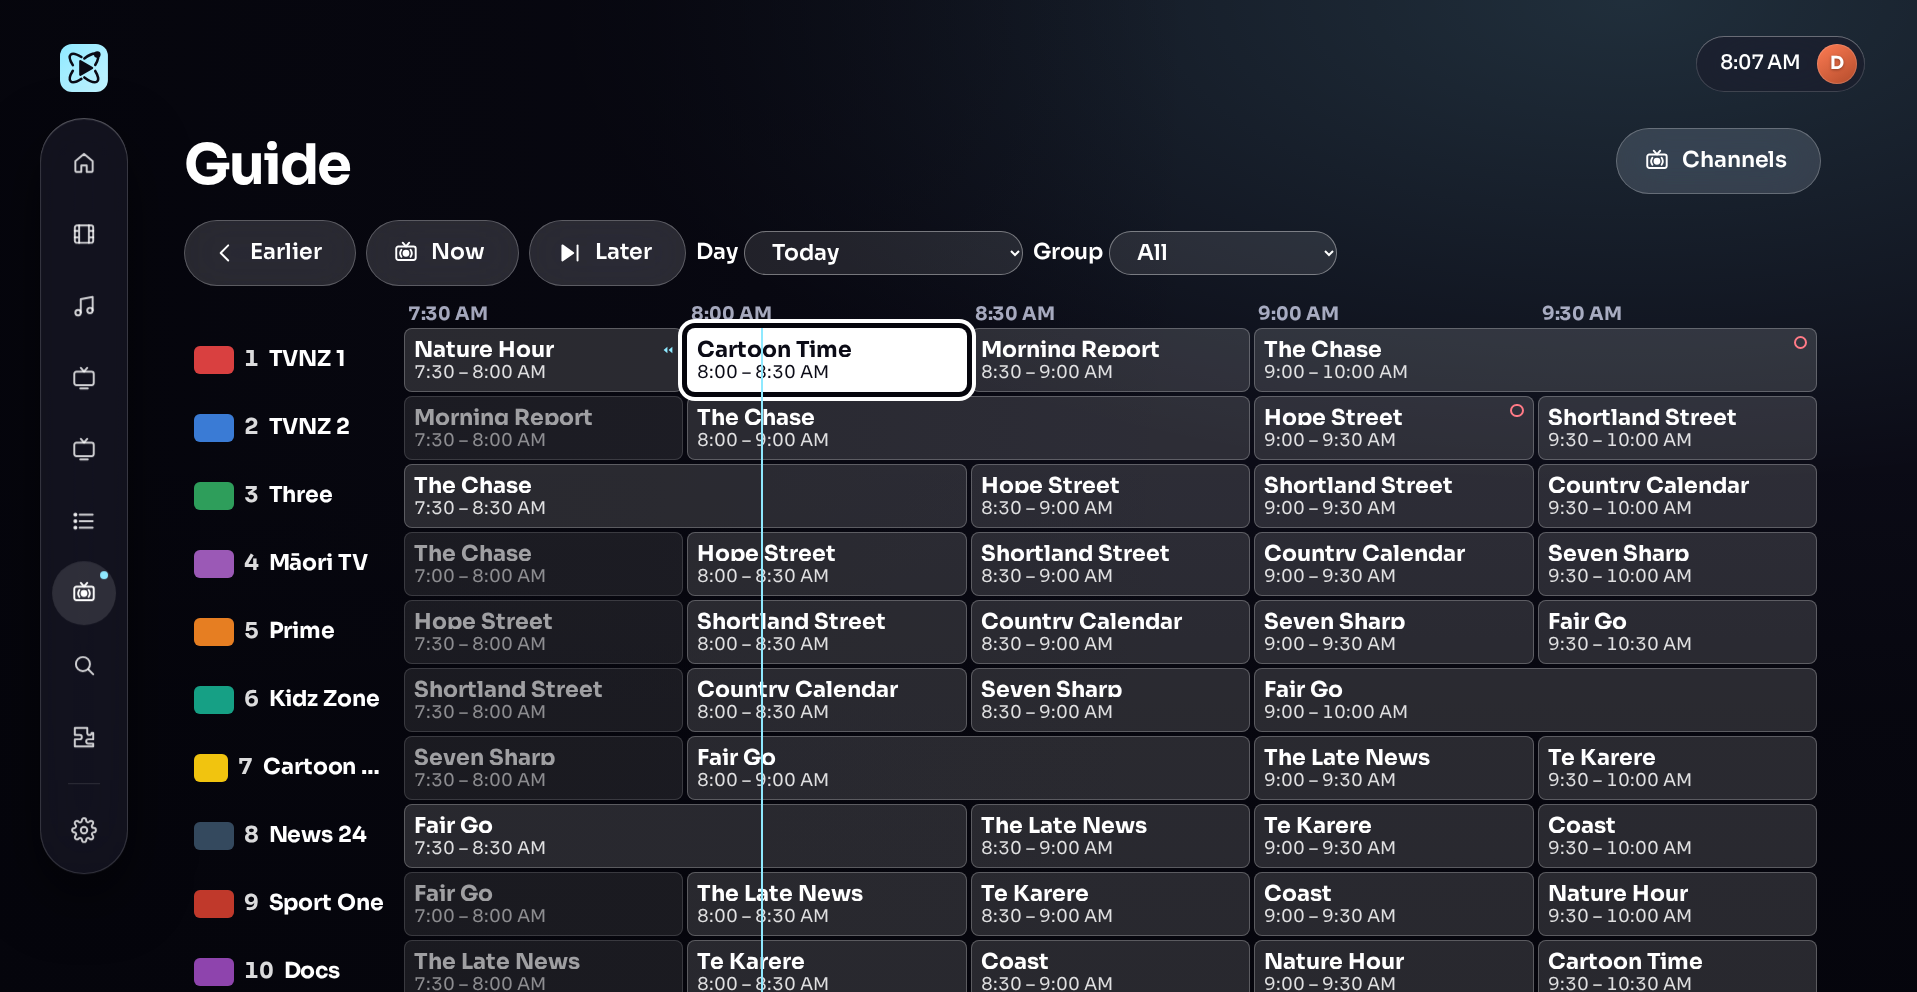 8:07 AM
D
Guide
Channels
Earlier
Now
Later
Day
Today
Group
All
7:30 AM
8:00 AM
8:30 AM
9:00 AM
9:30 AM
1 TVNZ 1
Nature Hour
7:30 – 8:00 AM
Cartoon Time
8:00 – 8:30 AM
Morning Report
8:30 – 9:00 AM
The Chase
9:00 – 10:00 AM
2 TVNZ 2
Morning Report
7:30 – 8:00 AM
The Chase
8:00 – 9:00 AM
Hope Street
9:00 – 9:30 AM
Shortland Street
9:30 – 10:00 AM
3 Three
The Chase
7:30 – 8:30 AM
Hope Street
8:30 – 9:00 AM
Shortland Street
9:00 – 9:30 AM
Country Calendar
9:30 – 10:00 AM
4 Māori TV
The Chase
7:00 – 8:00 AM
Hope Street
8:00 – 8:30 AM
Shortland Street
8:30 – 9:00 AM
Country Calendar
9:00 – 9:30 AM
Seven Sharp
9:30 – 10:00 AM
5 Prime
Hope Street
7:30 – 8:00 AM
Shortland Street
8:00 – 8:30 AM
Country Calendar
8:30 – 9:00 AM
Seven Sharp
9:00 – 9:30 AM
Fair Go
9:30 – 10:30 AM
6 Kidz Zone
Shortland Street
7:30 – 8:00 AM
Country Calendar
8:00 – 8:30 AM
Seven Sharp
8:30 – 9:00 AM
Fair Go
9:00 – 10:00 AM
7 Cartoon ...
Seven Sharp
7:30 – 8:00 AM
Fair Go
8:00 – 9:00 AM
The Late News
9:00 – 9:30 AM
Te Karere
9:30 – 10:00 AM
8 News 24
Fair Go
7:30 – 8:30 AM
The Late News
8:30 – 9:00 AM
Te Karere
9:00 – 9:30 AM
Coast
9:30 – 10:00 AM
9 Sport One
Fair Go
7:00 – 8:00 AM
The Late News
8:00 – 8:30 AM
Te Karere
8:30 – 9:00 AM
Coast
9:00 – 9:30 AM
Nature Hour
9:30 – 10:00 AM
10 Docs
The Late News
7:30 – 8:00 AM
Te Karere
8:00 – 8:30 AM
Coast
8:30 – 9:00 AM
Nature Hour
9:00 – 9:30 AM
Cartoon Time
9:30 – 10:30 AM